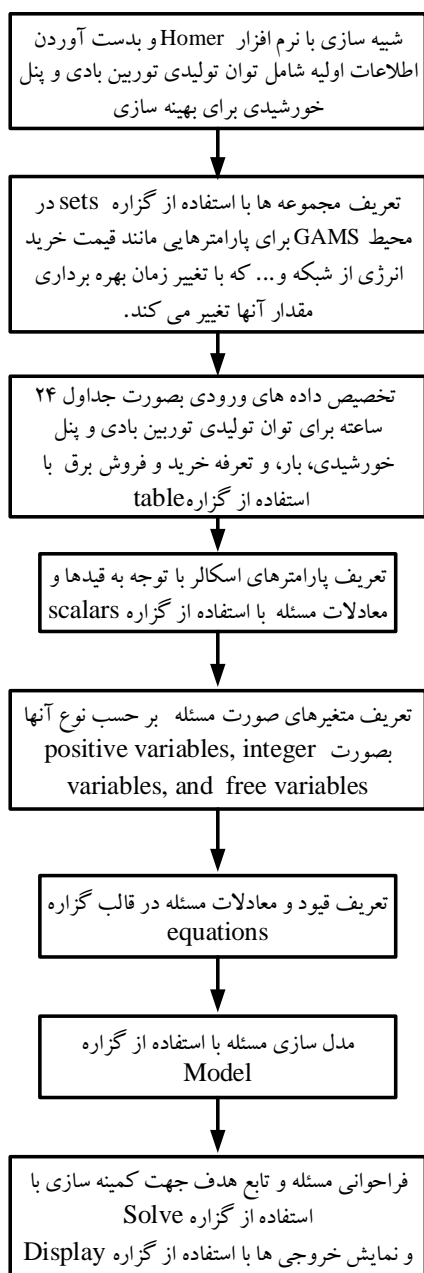 شبیه سازی با نرم افزار Homer و بدست آوردن
اطلاعات اولیه شامل توان تولیدی توربین بادی و پنل
خورشیدی برای بهینه سازی
تعریف مجموعه ها با استفاده از گزاره sets در
محیط GAMS برای پارامترهایی مانند قیمت خرید
انرژی از شبکه و... که با تغییر زمان بهره برداری
مقدار آنها تغییر می کند.
تخصیص داده های ورودی بصورت جداول ۲۴
ساعته برای توان تولیدی توربین بادی و پنل
خورشیدی، بار، و تعرفه خرید و فروش برق با
استفاده از گزاره table
تعریف پارامترهای اسکالر با توجه به قیدها و
معادلات مسئله با استفاده از گزاره scalars
تعریف متغیرهای صورت مسئله بر حسب نوع آنها
بصورت positive variables, integer
variables, and free variables
تعریف قیود و معادلات مسئله در قالب گزاره
equations
مدل سازی مسئله با استفاده از گزاره
Model
فراخوانی مسئله و تابع هدف جهت کمینه سازی با
استفاده از گزاره Solve
و نمایش خروجی ها با استفاده از گزاره Display